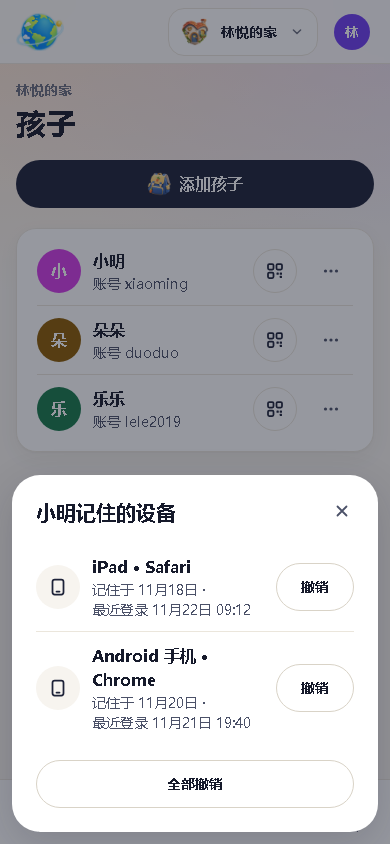 林悦的家
林
林悦的家
孩子
添加孩子
小
小明
账号 xiaoming
朵
朵朵
账号 duoduo
乐
乐乐
账号 lele2019
小明记住的设备
iPad • Safari
记住于 11月18日 ·
最近登录 11月22日 09:12
撤销
Android 手机 •
Chrome
记住于 11月20日 ·
最近登录 11月21日 19:40
撤销
全部撤销